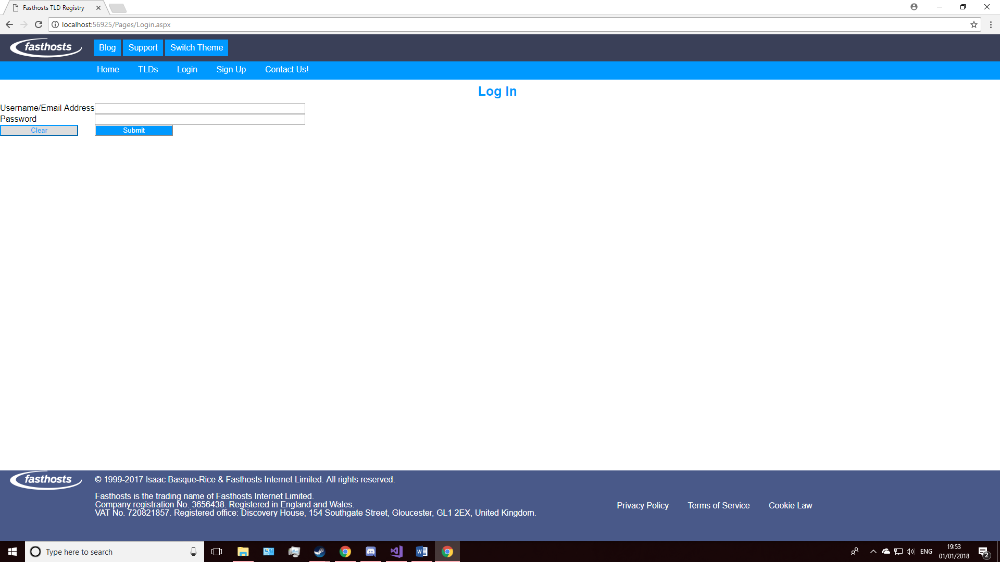 Fasthosts TLD Registry
localhost:56925/Pages/Login.aspx
fasthosts
Blog
Support
Switch Theme
Home
TLDs
Login
Sign Up
Contact Us!
Log In
Username/Email Address
Password
Clear
Submit
fasthosts
© 1999-2017 Isaac Basque-Rice & Fasthosts Internet Limited. All rights reserved.
Fasthosts is the trading name of Fasthosts Internet Limited.
Company registration No. 3656438. Registered in England and Wales.
VAT No. 720821857. Registered office: Discovery House, 154 Southgate Street, Gloucester, GL1 2EX, United Kingdom.
Privacy Policy
Terms of Service
Cookie Law
Type here to search
ENG
19:53
01/01/2018
2